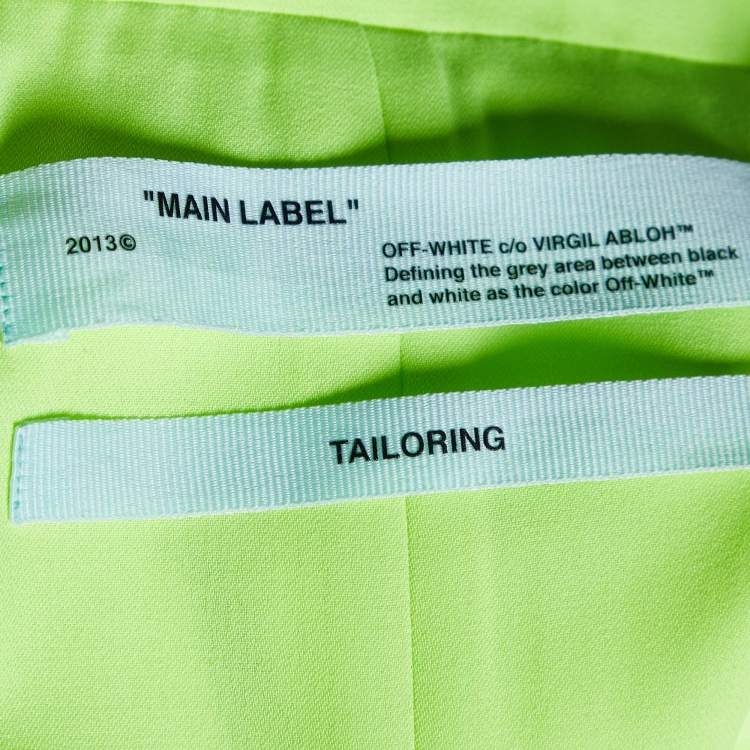 "MAIN LABEL"
2013©
OFF-WHITE c/o VIRGIL ABLOH™
Defining the grey area between black
and white as the color Off-White™
TAILORING